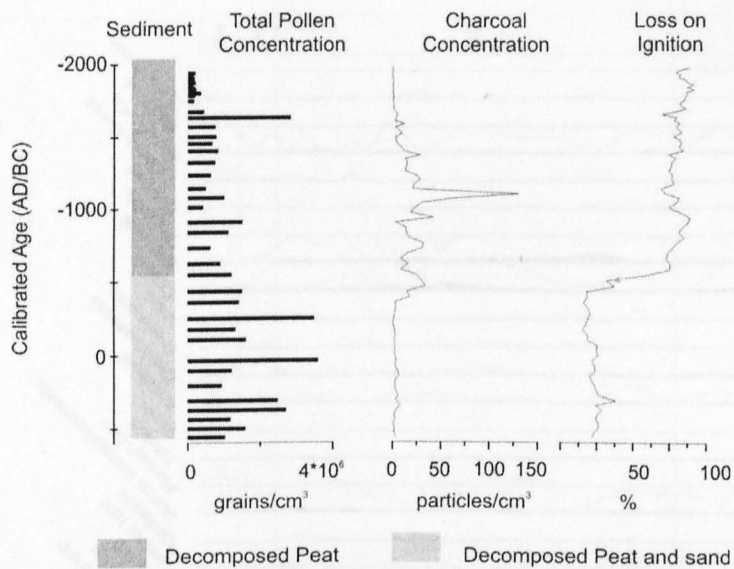 Sediment
Total Pollen
Concentration
Charcoal
Concentration
Loss on
Ignition
Calibrated Age (AD/BC)
-2000
-1000
0
0
4*10⁶
0
50
100
150
50
100
grains/cm³
particles/cm³
%
Decomposed Peat
Decomposed Peat and sand